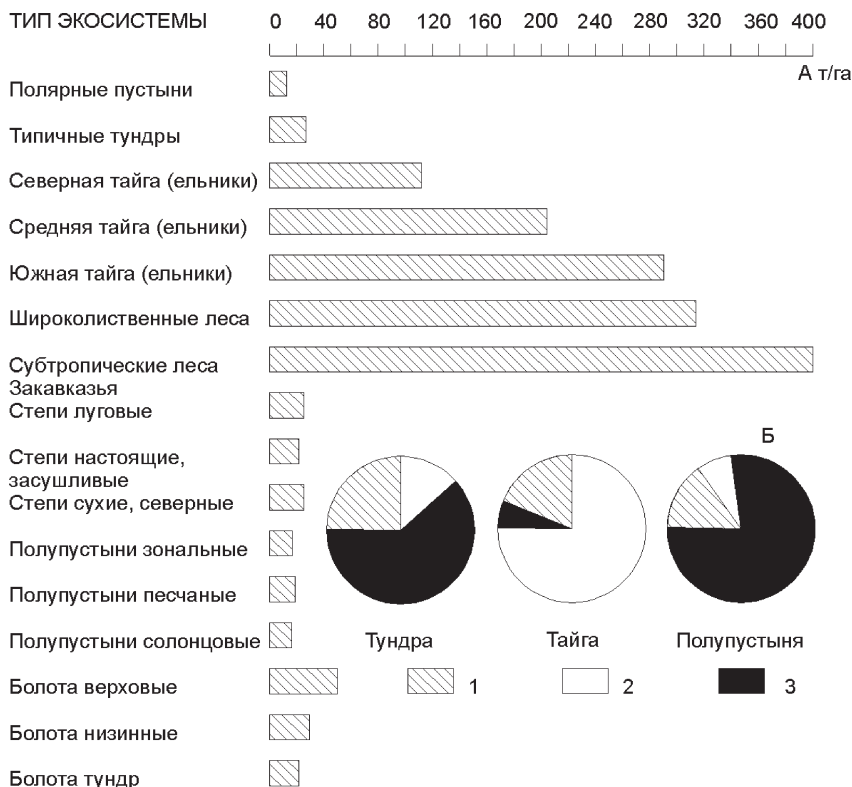 ТИП ЭКОСИСТЕМЫ
0 40 80 120 160 200 240 280 320 360 400
А т/га
Полярные пустыни
Типичные тундры
Северная тайга (ельники)
Средняя тайга (ельники)
Южная тайга (ельники)
Широколиственные леса
Субтропические леса
Закавказья
Степи луговые
Б
Степи настоящие,
засушливые
Степи сухие, северные
Полупустыни зональные
Полупустыни песчаные
Полупустыни солонцовые
Тундра Тайга Полупустыня
Болота верховые
1 2 3
Болота низинные
Болота тундр